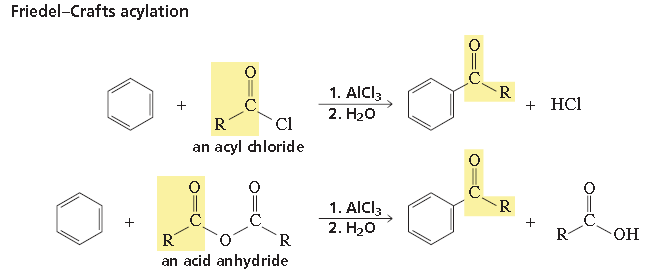 Friedel–Crafts acylation
O
C
R
Cl
+
1. AlCl3
2. H2O
O
C
R
+ HCl
an acyl chloride
O
O
C
C
R
O
R
+
1. AlCl3
2. H2O
O
C
R
+
O
C
R
OH
an acid anhydride